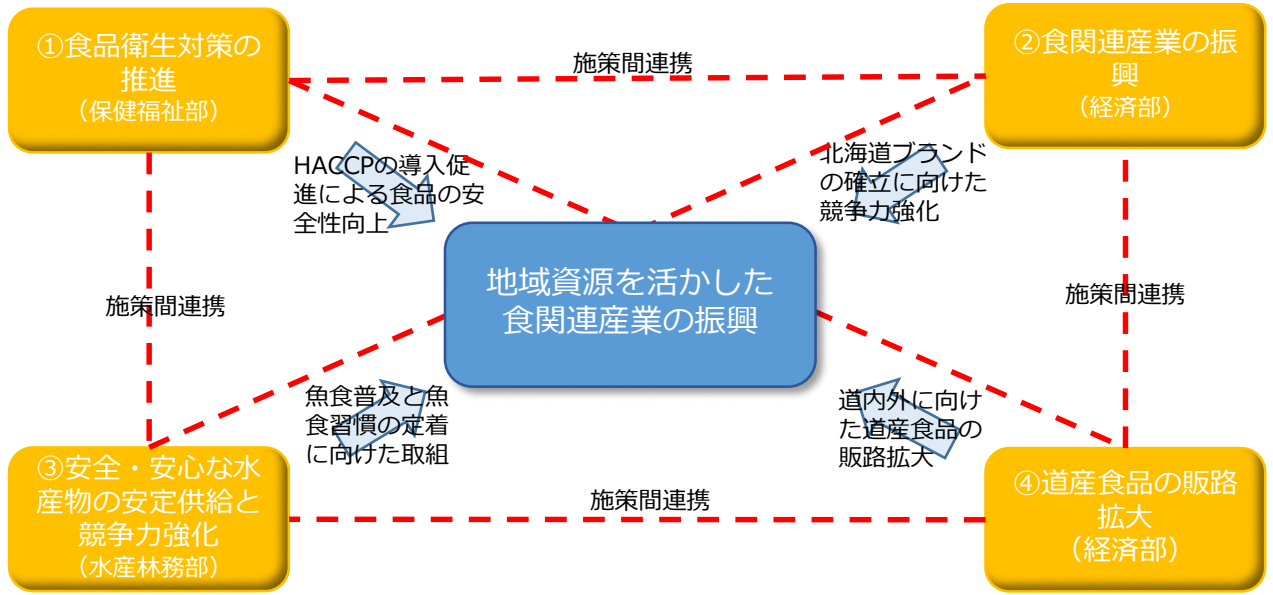 ①食品衛生対策の
推進
（保健福祉部）
施策間連携
②食関連産業の振
興
（経済部）
HACCPの導入促
進による食品の安
全性向上
北海道ブランド
の確立に向けた
競争力強化
地域資源を活かした
食関連産業の振興
施策間連携
施策間連携
魚食普及と魚
食習慣の定着
に向けた取組
道内外に向け
た道産食品の
販路拡大
③安全・安心な水
産物の安定供給と
競争力強化
（水産林務部）
施策間連携
④道産食品の販路
拡大
（経済部）